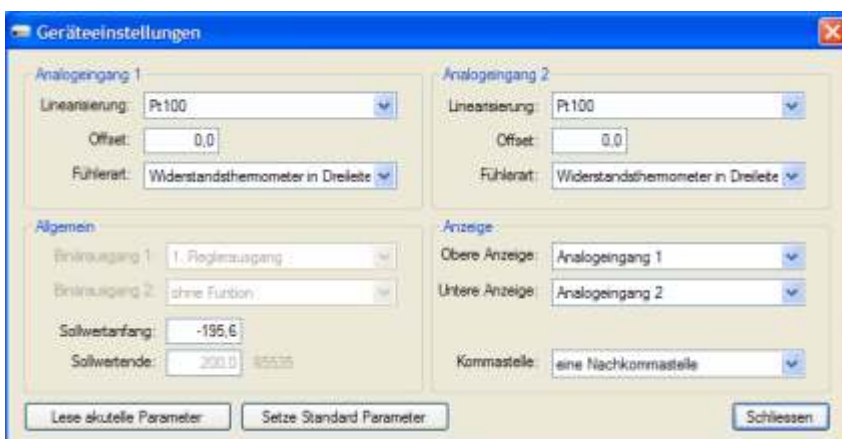 Geräteeinstellungen
Analogeingang 1
Linearisierung: Pt100
Offset: 0,0
Fühlerart: Widerstandsthermometer in Dreileite
Analogeingang 2
Linearisierung: Pt100
Offset: 0,0
Fühlerart: Widerstandsthermometer in Dreileite
Allgemein
Binärausgang 1: 1. Reglerausgang
Binärausgang 2: ohne Funtion
Sollwertanfang: -195,6
Sollwertende: 200,0 65535
Anzeige
Obere Anzeige: Analogeingang 1
Untere Anzeige: Analogeingang 2
Kommastelle: eine Nachkommastelle
Lese akutelle Parameter Setze Standard Parameter Schliessen